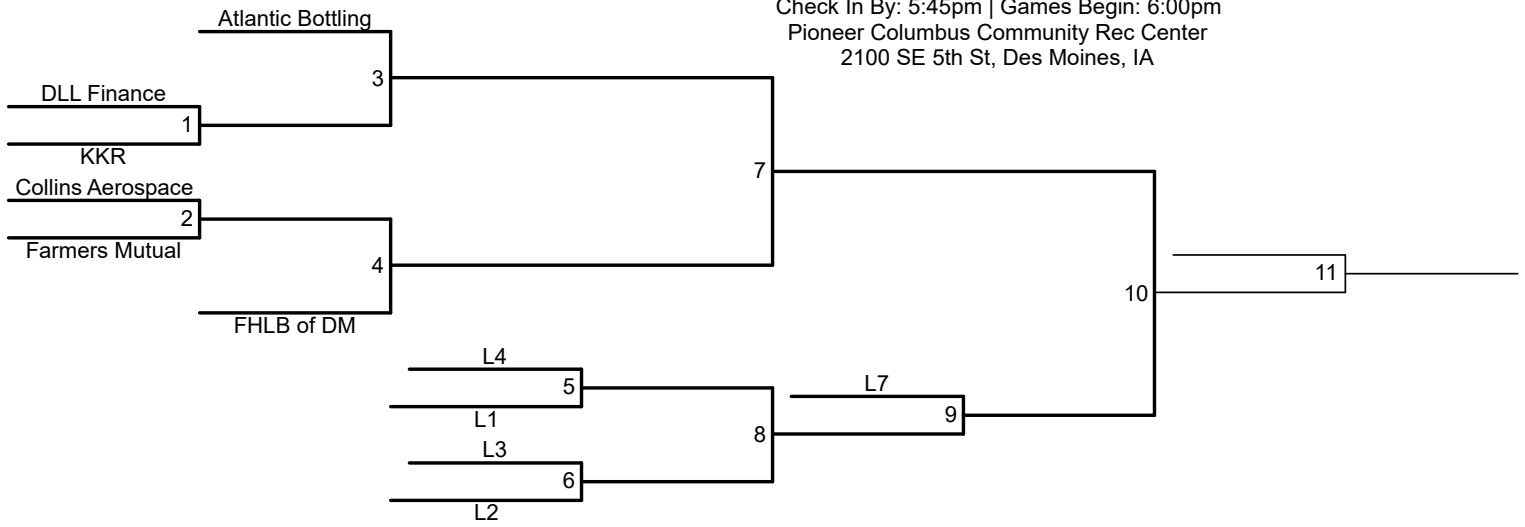 Check In By: 5:45pm | Games Begin: 6:00pm
Pioneer Columbus Community Rec Center
2100 SE 5th St, Des Moines, IA
Atlantic Bottling
3
DLL Finance
1
KKR
7
Collins Aerospace
2
Farmers Mutual
4
11
10
FHLB of DM
L4
5
L7
L1
9
8
L3
6
L2